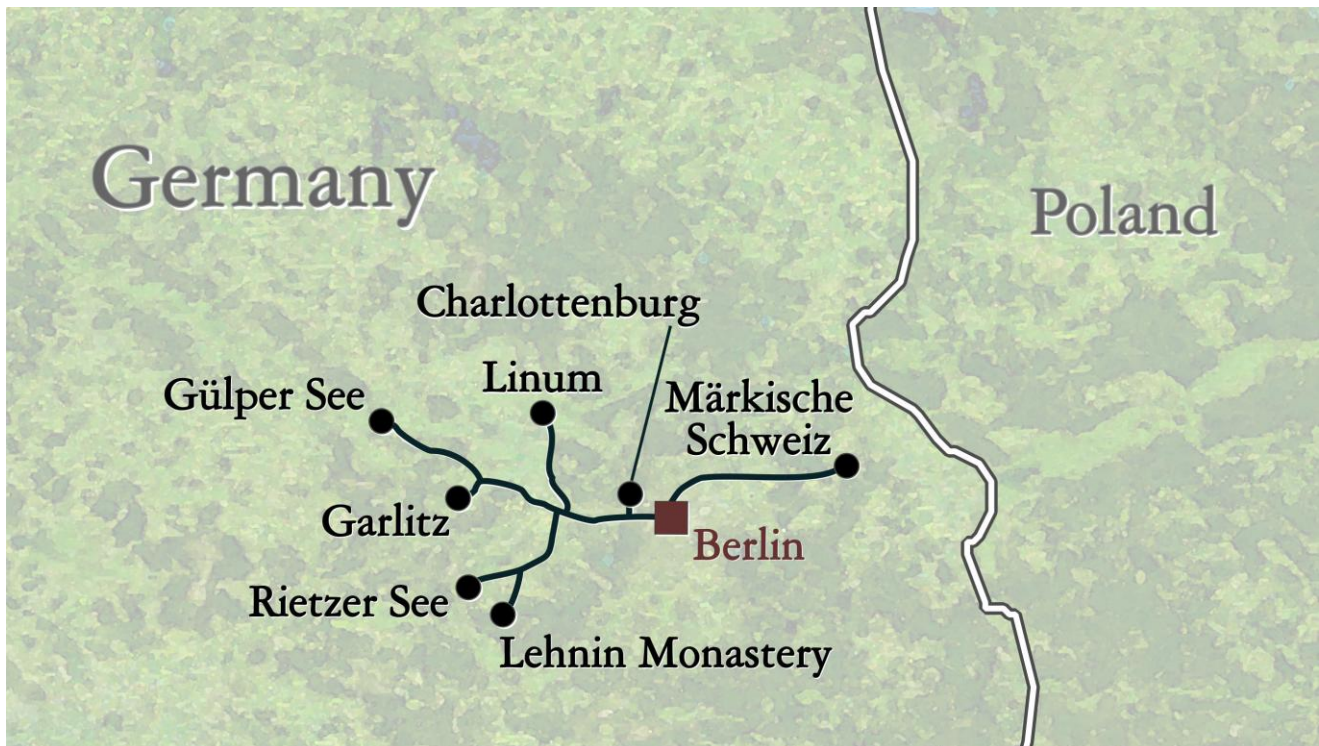 Germany
Poland
Charlottenburg
Linum
Gülper See
Märkische
Schweiz
Garlitz
Berlin
Rietzer See
Lehnin Monastery